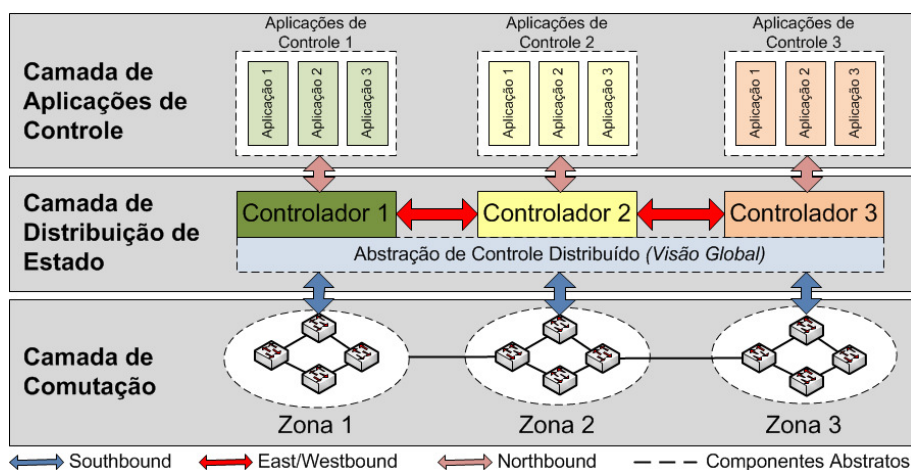 Aplicações de
Controle 1
Aplicações de
Controle 2
Aplicações de
Controle 3
Camada de
Aplicações de
Controle
Aplicação 1
Aplicação 2
Aplicação 3
Aplicação 1
Aplicação 2
Aplicação 3
Aplicação 1
Aplicação 2
Aplicação 3
Camada de
Distribuição de
Estado
Controlador 1
Controlador 2
Controlador 3
Abstração de Controle Distribuído (Visão Global)
Camada de
Comutação
Zona 1
Zona 2
Zona 3
Southbound
East/Westbound
Northbound
Componentes Abstratos